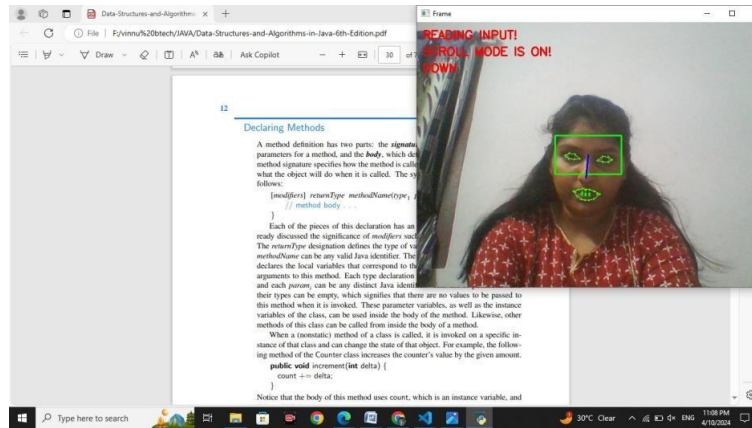 Data-Structures-and-Algorithms
File
F:/vinnu%20btech/JAVA/Data-Structures-and-Algorithms-in-Java-6th-Edition.pdf
Draw
Ask Copilot
30
Frame
READING INPUT!
SCROLL MODE IS ON!
DOWN
12
Declaring Methods
A method definition has two parts: the
parameters for a method, and the body, which
method signature specifies how the method is
what the object will do when it is called. The
follows:
[modifiers] returnType methodName(type1
// method body . . .
}
Each of the pieces of this declaration has an
ready discussed the significance of modifiers
The returnType designation defines the type of
methodName can be any valid Java identifier. The
declares the local variables that correspond to
arguments to this method. Each type declaration
and each parami can be any distinct Java
their types can be empty, which signifies that there are no values to be passed to
this method when it is invoked. These parameter variables, as well as the instance
variables of the class, can be used inside the body of the method. Likewise, other
methods of this class can be called from inside the body of a method.
When a (nonstatic) method of a class is called, it is invoked on a specific in-
stance of that class and can change the state of that object. For example, the follow-
ing method of the Counter class increases the counter's value by the given amount.
public void increment(int delta) {
count += delta;
}
Notice that the body of this method uses count, which is an instance variable, and
Type here to search
30°C Clear
ENG
11:08 PM
4/10/2024